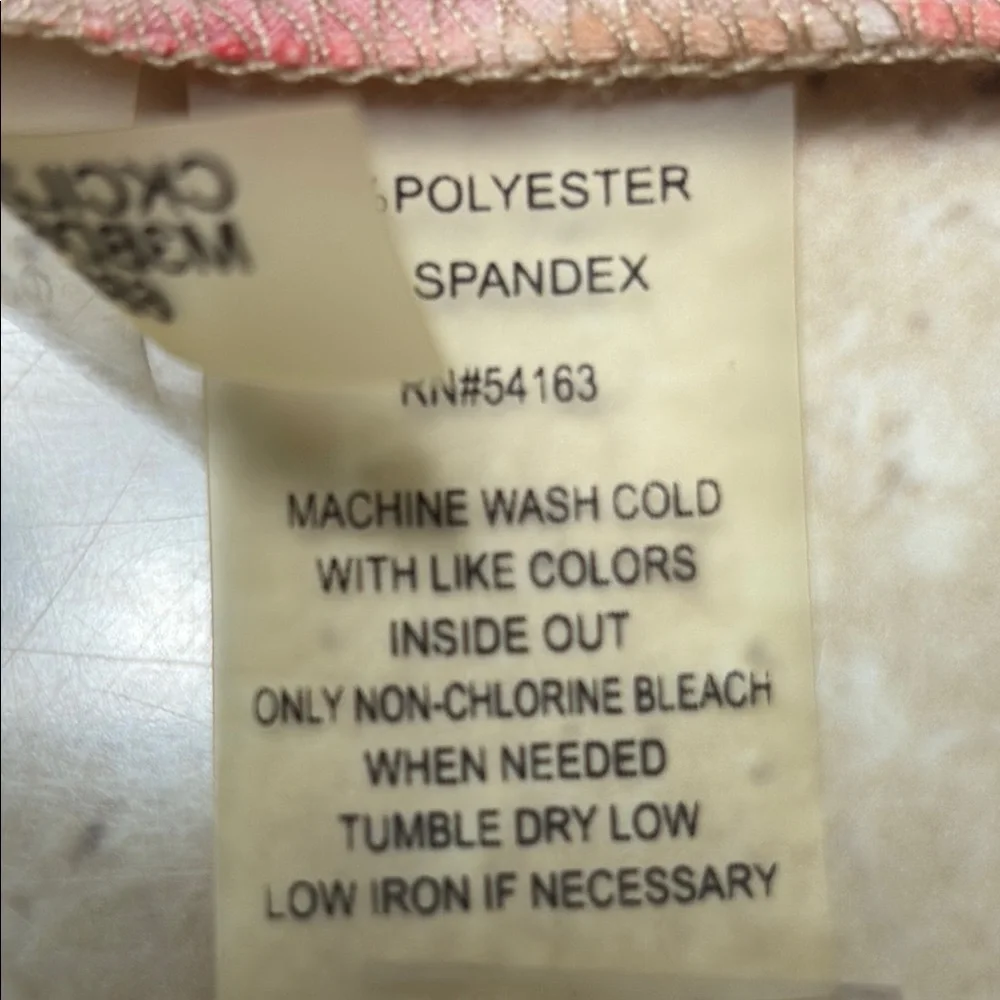 % POLYESTER
SPANDEX
RN#54163
MACHINE WASH COLD
WITH LIKE COLORS
INSIDE OUT
ONLY NON-CHLORINE BLEACH
WHEN NEEDED
TUMBLE DRY LOW
LOW IRON IF NECESSARY